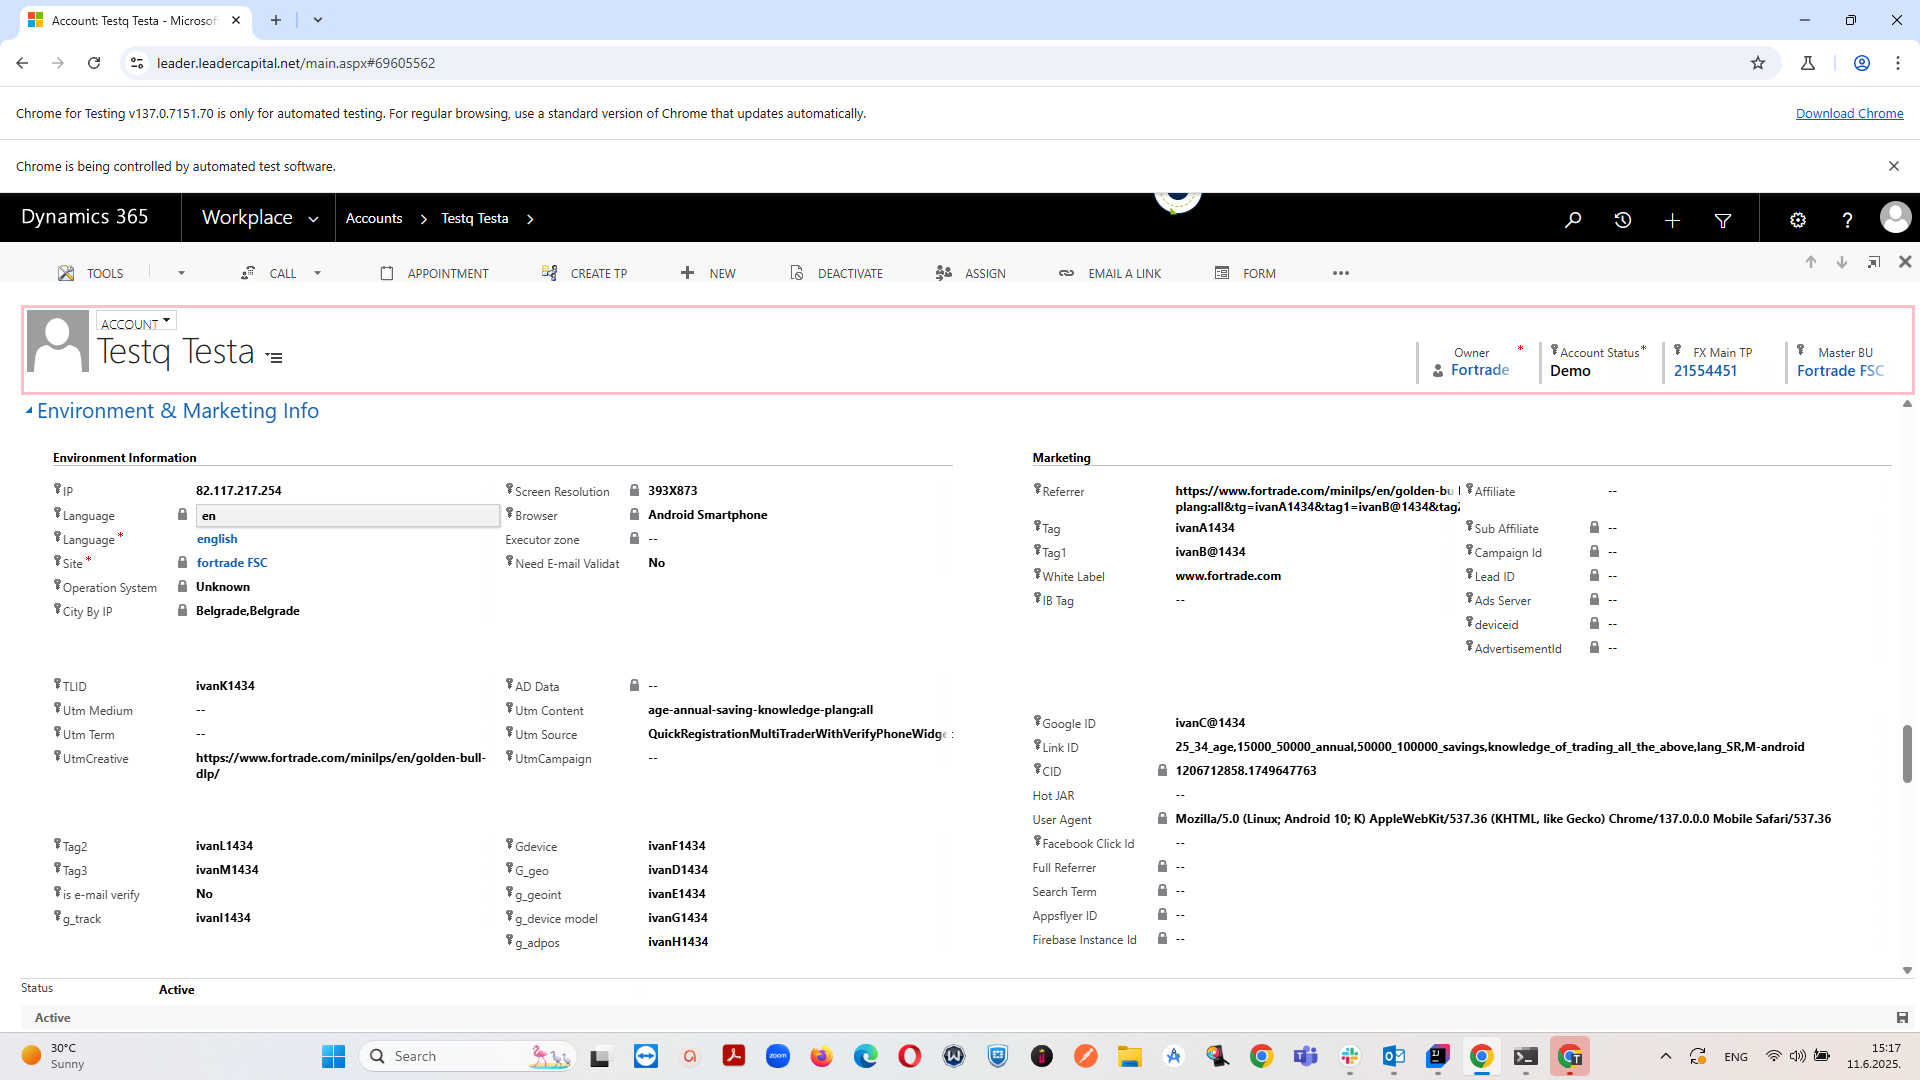 Account: Testq Testa - Microsof
leader.leadercapital.net/main.aspx#69605562
Chrome for Testing v137.0.7151.70 is only for automated testing. For regular browsing, use a standard version of Chrome that updates automatically.
Download Chrome
Chrome is being controlled by automated test software.
Dynamics 365
Workplace
Accounts
Testq Testa
TOOLS
CALL
APPOINTMENT
CREATE TP
NEW
DEACTIVATE
ASSIGN
EMAIL A LINK
FORM
ACCOUNT
Testq Testa
Owner *
Fortrade
Account Status*
Demo
FX Main TP
21554451
Master BU
Fortrade FSC
Environment & Marketing Info
Environment Information
IP 82.117.217.254
Language en
Language * english
Site * fortrade FSC
Operation System Unknown
City By IP Belgrade,Belgrade
Screen Resolution 393X873
Browser Android Smartphone
Executor zone --
Need E-mail Validat No
TLID ivanK1434
Utm Medium --
Utm Term --
UtmCreative https://www.fortrade.com/minilps/en/golden-bull-
dlp/
AD Data --
Utm Content age-annual-saving-knowledge-plang:all
Utm Source QuickRegistrationMultiTraderWithVerifyPhoneWidge
UtmCampaign --
Tag2 ivanL1434
Tag3 ivanM1434
is e-mail verify No
g_track ivanI1434
Gdevice ivanF1434
G_geo ivanD1434
g_geoint ivanE1434
g_device model ivanG1434
g_adpos ivanH1434
Marketing
Referrer https://www.fortrade.com/minilps/en/golden-bu
plang:all&tg=ivanA1434&tag1=ivanB@1434&tag2
Tag ivanA1434
Tag1 ivanB@1434
White Label www.fortrade.com
IB Tag --
Affiliate --
Sub Affiliate --
Campaign Id --
Lead ID --
Ads Server --
deviceid --
AdvertisementId --
Google ID ivanC@1434
Link ID 25_34_age,15000_50000_annual,50000_100000_savings,knowledge_of_trading_all_the_above,lang_SR,M-android
CID 1206712858.1749647763
Hot JAR --
User Agent Mozilla/5.0 (Linux; Android 10; K) AppleWebKit/537.36 (KHTML, like Gecko) Chrome/137.0.0.0 Mobile Safari/537.36
Facebook Click Id --
Full Referrer --
Search Term --
Appsflyer ID --
Firebase Instance Id --
Status Active
Active
30°C
Sunny
Search
zoom
ENG
15:17
11.6.2025.